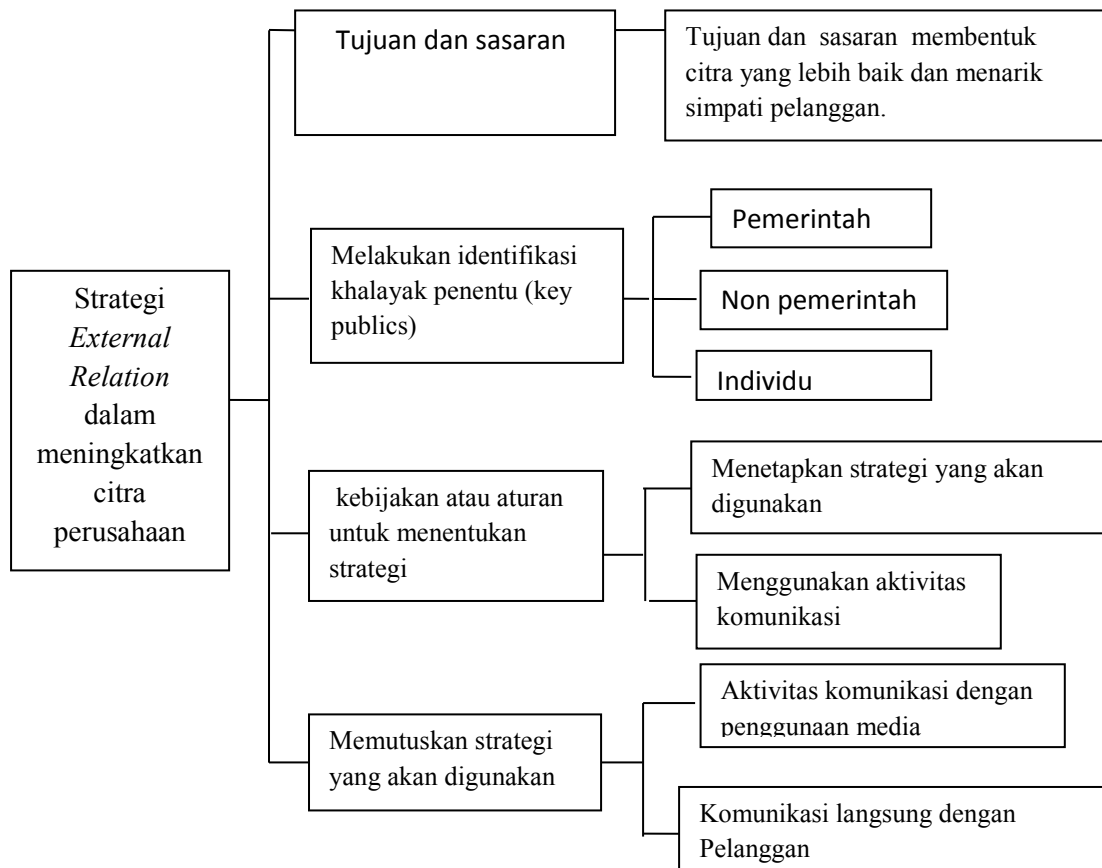 Tujuan dan sasaran
Tujuan dan sasaran membentuk
citra yang lebih baik dan menarik
simpati pelanggan.
Strategi
External
Relation
dalam
meningkatkan
citra
perusahaan
Melakukan identifikasi
khalayak penentu (key
publics)
Pemerintah
Non pemerintah
Individu
kebijakan atau aturan
untuk menentukan
strategi
Menetapkan strategi yang akan
digunakan
Menggunakan aktivitas
komunikasi
Memutuskan strategi
yang akan digunakan
Aktivitas komunikasi dengan
penggunaan media
Komunikasi langsung dengan
Pelanggan